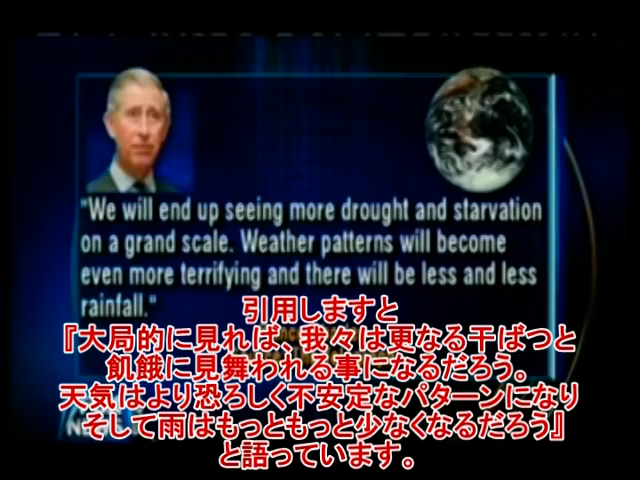 "We will end up seeing more drought and starvation
on a grand scale. Weather patterns will become
even more terrifying and there will be less and less
rainfall."
引用しますと
『大局的に見れば、我々は更なる干ばつと
飢餓に見舞われる事になるだろう。
天気はより恐ろしく不安定なパターンになり
そして雨はもっともっと少なくなるだろう』
と語っています。